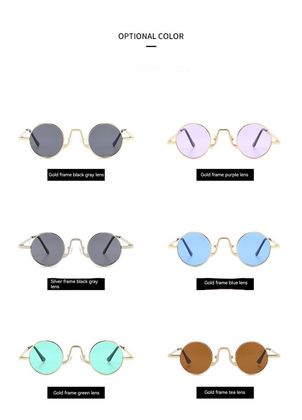 OPTIONAL COLOR
Gold frame black gray lens
Gold frame purple lens
Silver frame black gray
lens
Gold frame blue lens
Gold frame green lens
Gold frame tea lens